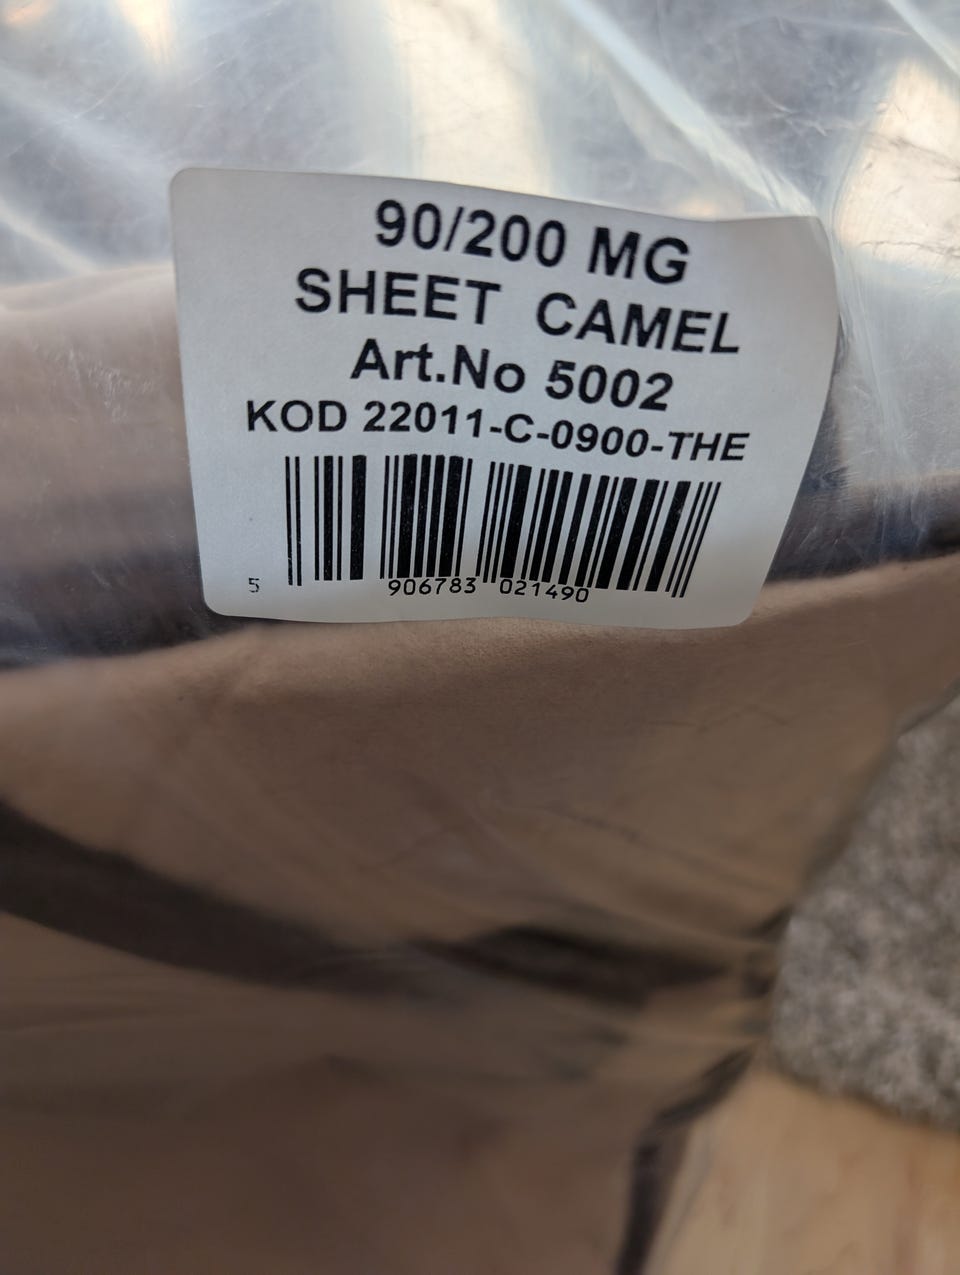 90/200 MG
SHEET CAMEL
Art.No 5002
KOD 22011-C-0900-THE
5 906783 021490